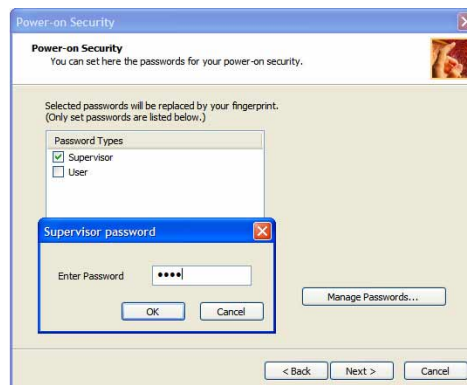 Power-on Security
Power-on Security
You can set here the passwords for your power-on security.
Selected passwords will be replaced by your fingerprint.
(Only set passwords are listed below.)
Password Types
Supervisor
User
Supervisor password
Enter Password ••••
OK Cancel
Manage Passwords...
< Back Next > Cancel